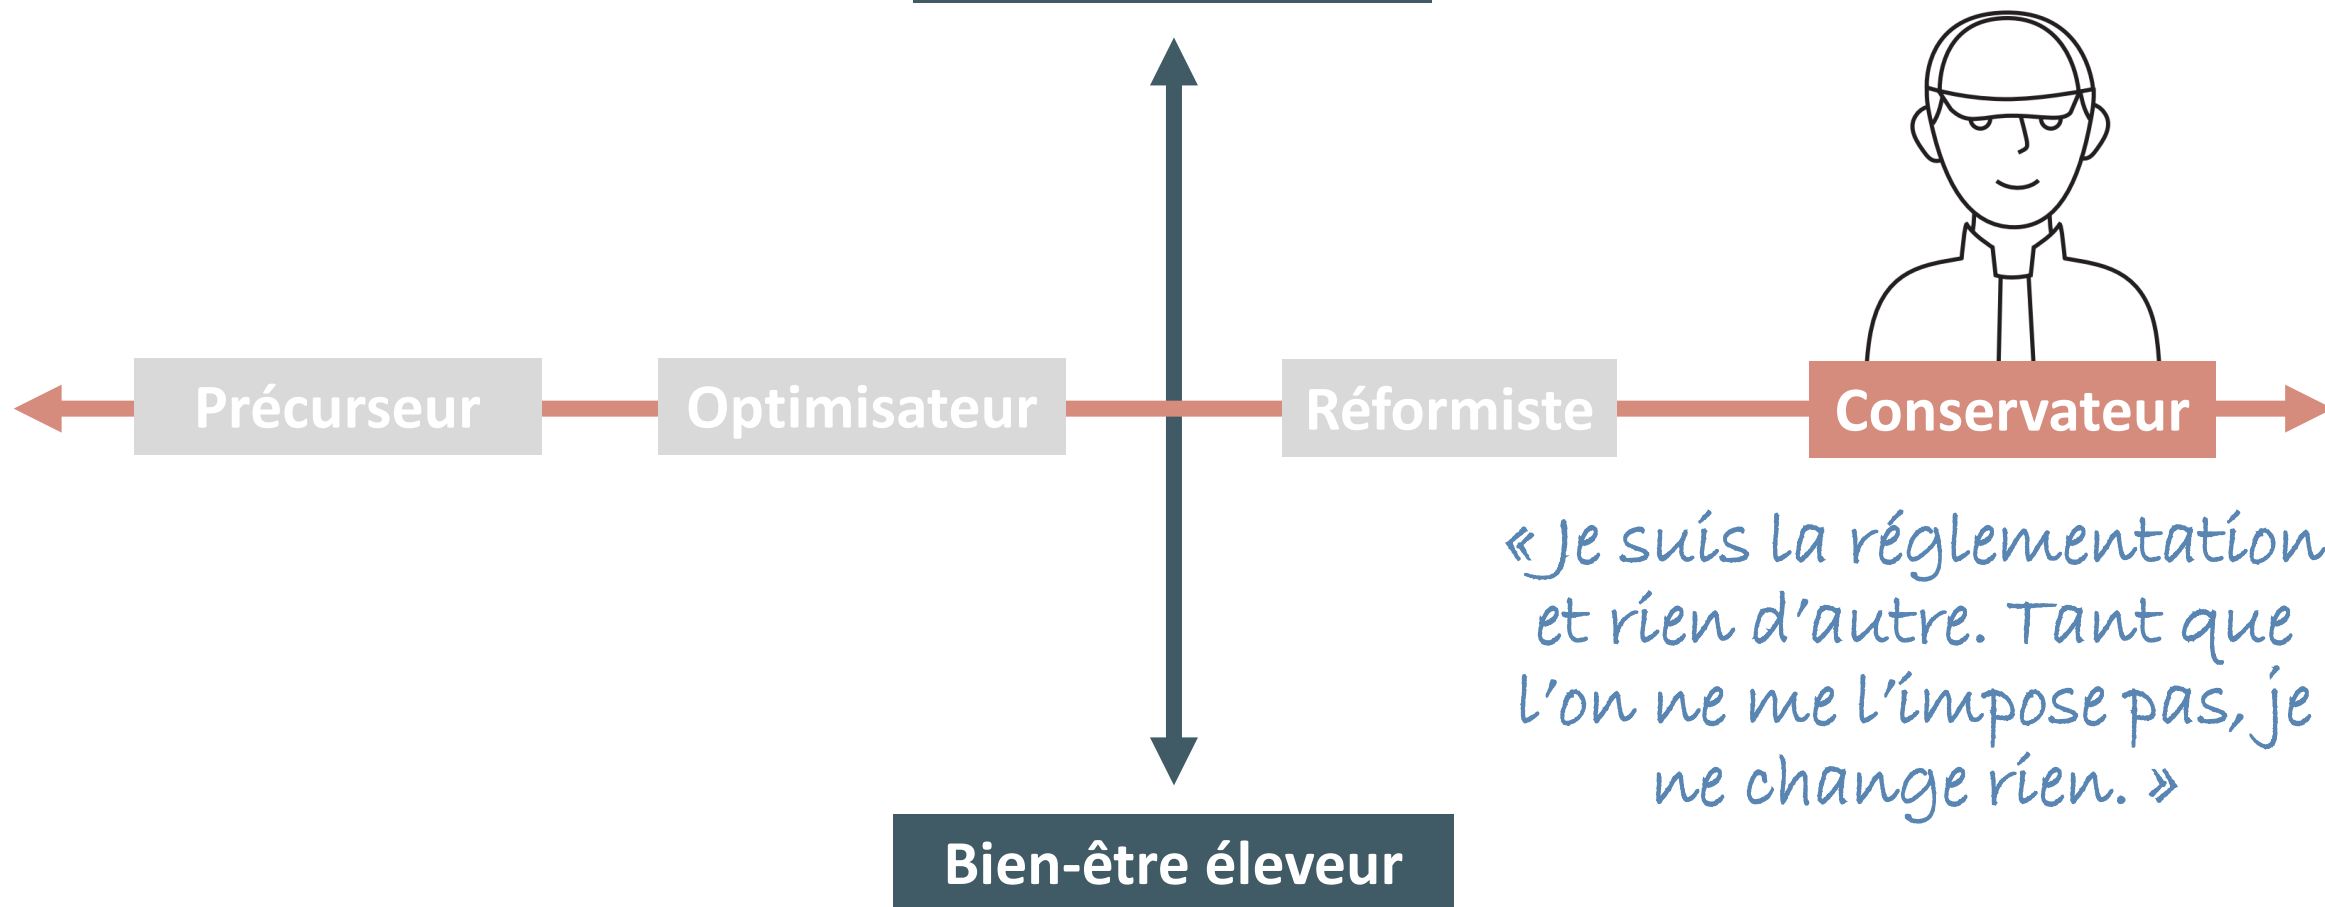 Précurseur
Optimisateur
Réformiste
Conservateur
« Je suis la réglementation
et rien d’autre. Tant que
l’on ne me l’impose pas, je
ne change rien. »
Bien-être éleveur